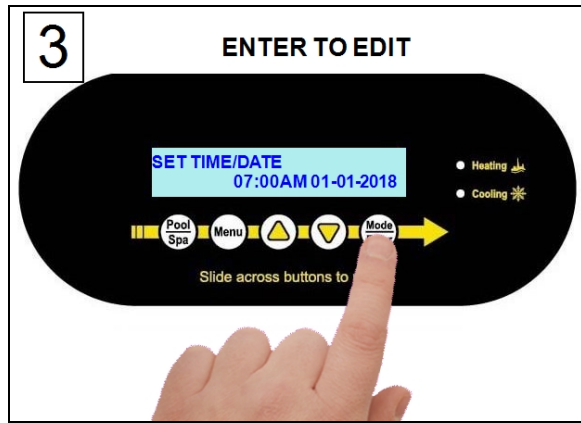 3
ENTER TO EDIT
SET TIME/DATE
07:00AM 01-01-2018
Heating
Cooling
Pool
Spa
Menu
Mode
Slide across buttons to